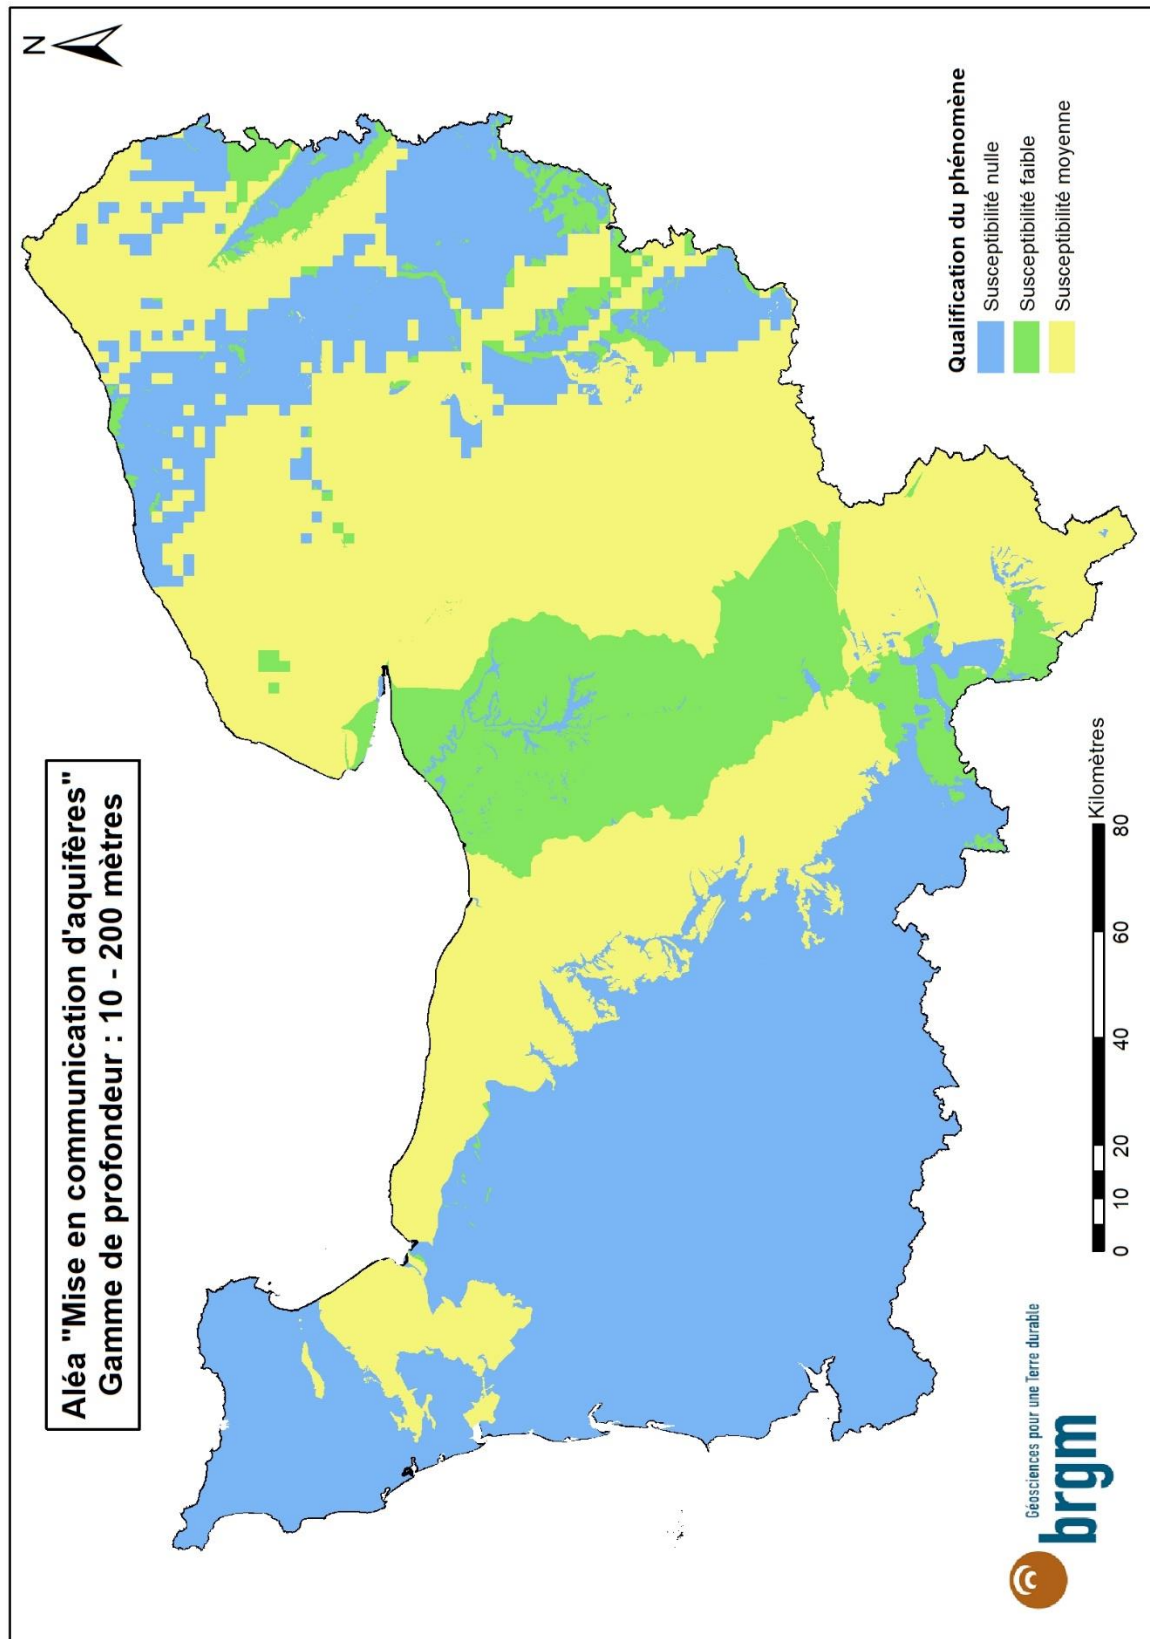 Aléa "Mise en communication d'aquifères"
Gamme de profondeur : 10 - 200 mètres
N
Qualification du phénomène
Susceptibilité nulle
Susceptibilité faible
Susceptibilité moyenne
Géosciences pour une Terre durable
brgm
0 10 20 40 60 80
Kilomètres